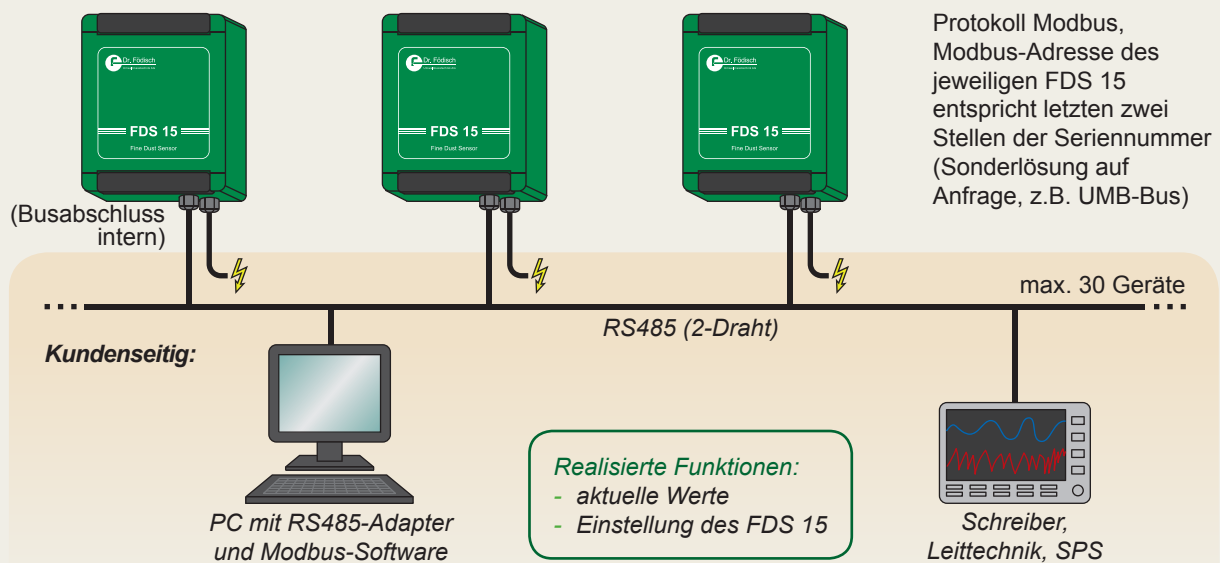 Protokoll Modbus,
Modbus-Adresse des
jeweiligen FDS 15
entspricht letzten zwei
Stellen der Seriennummer
(Sonderlösung auf
Anfrage, z.B. UMB-Bus)
Dr. Födisch
FDS 15
Fine Dust Sensor
Dr. Födisch
FDS 15
Fine Dust Sensor
Dr. Födisch
FDS 15
Fine Dust Sensor
(Busabschluss
intern)
max. 30 Geräte
RS485 (2-Draht)
Kundenseitig:
PC mit RS485-Adapter
und Modbus-Software
Realisierte Funktionen:
- aktuelle Werte
- Einstellung des FDS 15
Schreiber,
Leittechnik, SPS